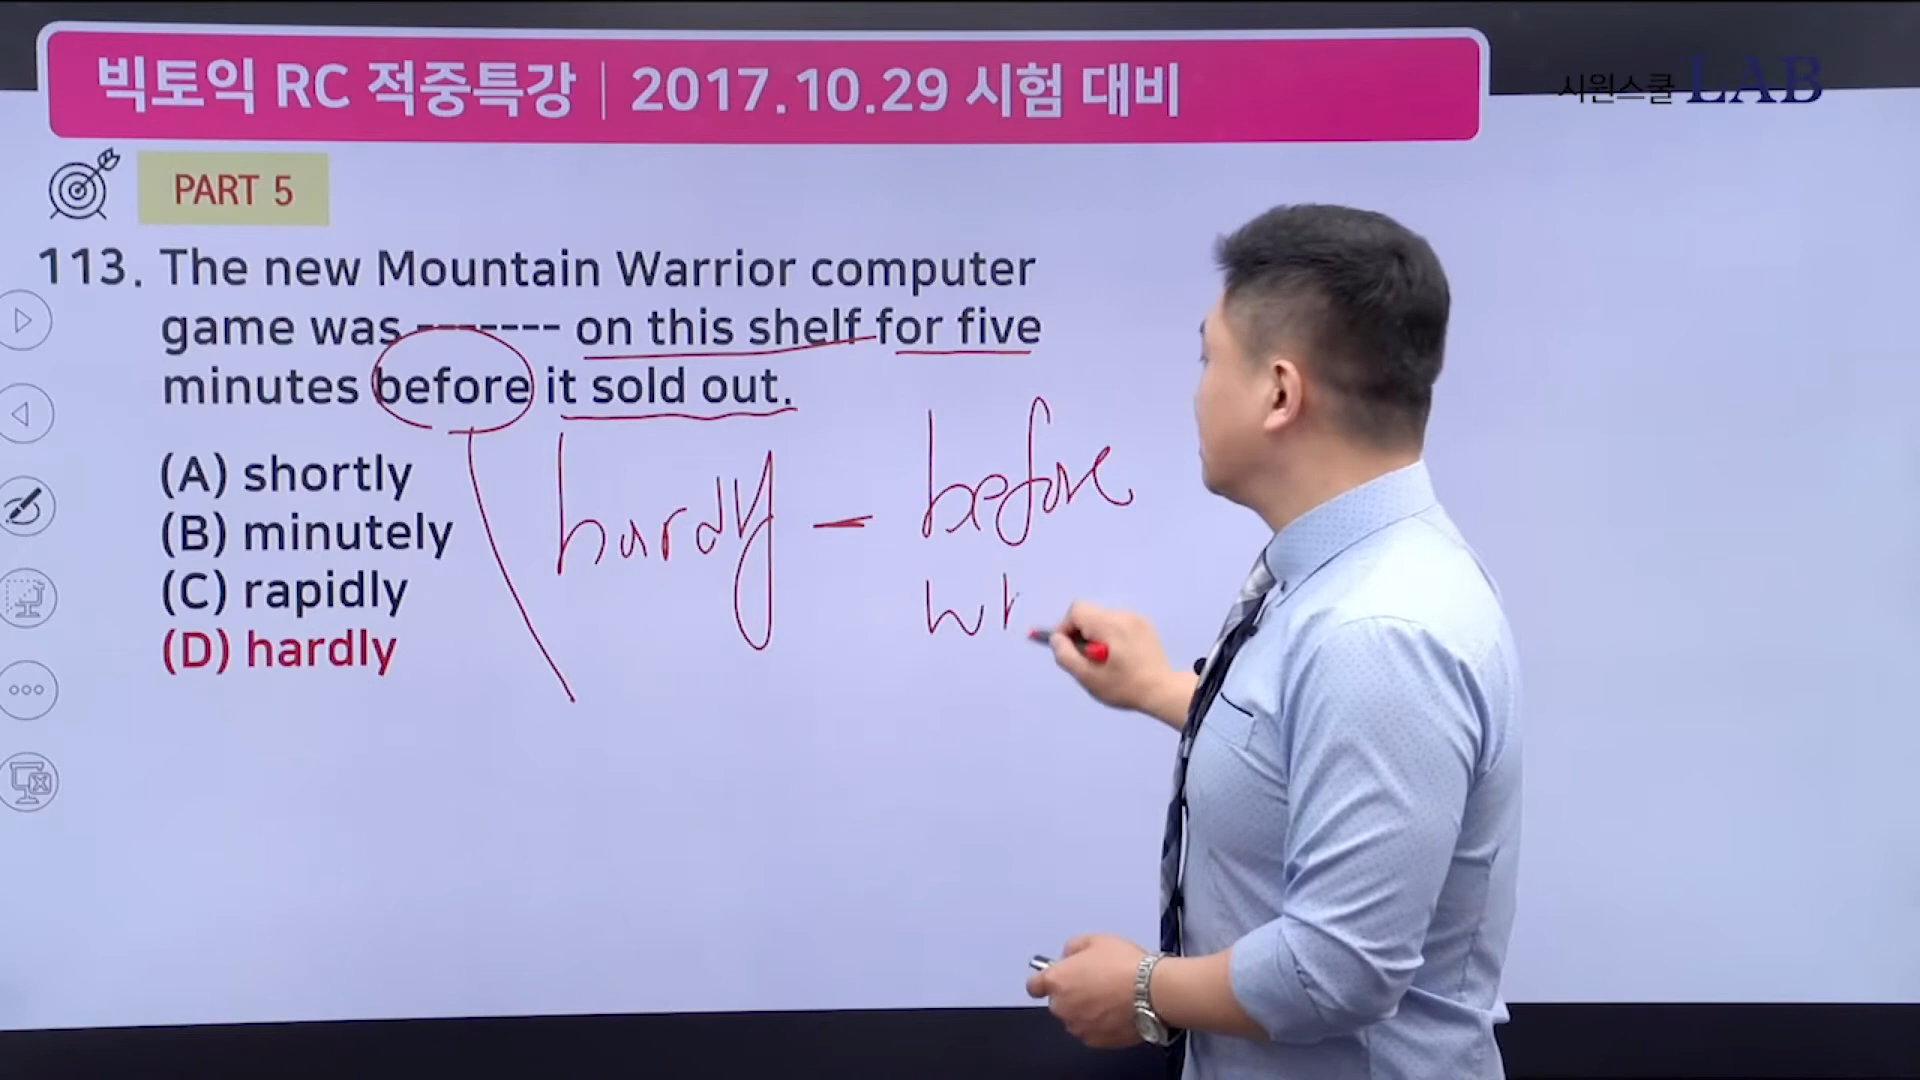 빅토익 RC 적중특강 | 2017.10.29 시험 대비
시원스쿨 LAB
PART 5
113. The new Mountain Warrior computer
game was ------- on this shelf for five
minutes before it sold out.
(A) shortly
(B) minutely
(C) rapidly
(D) hardly
hardly - before
wh